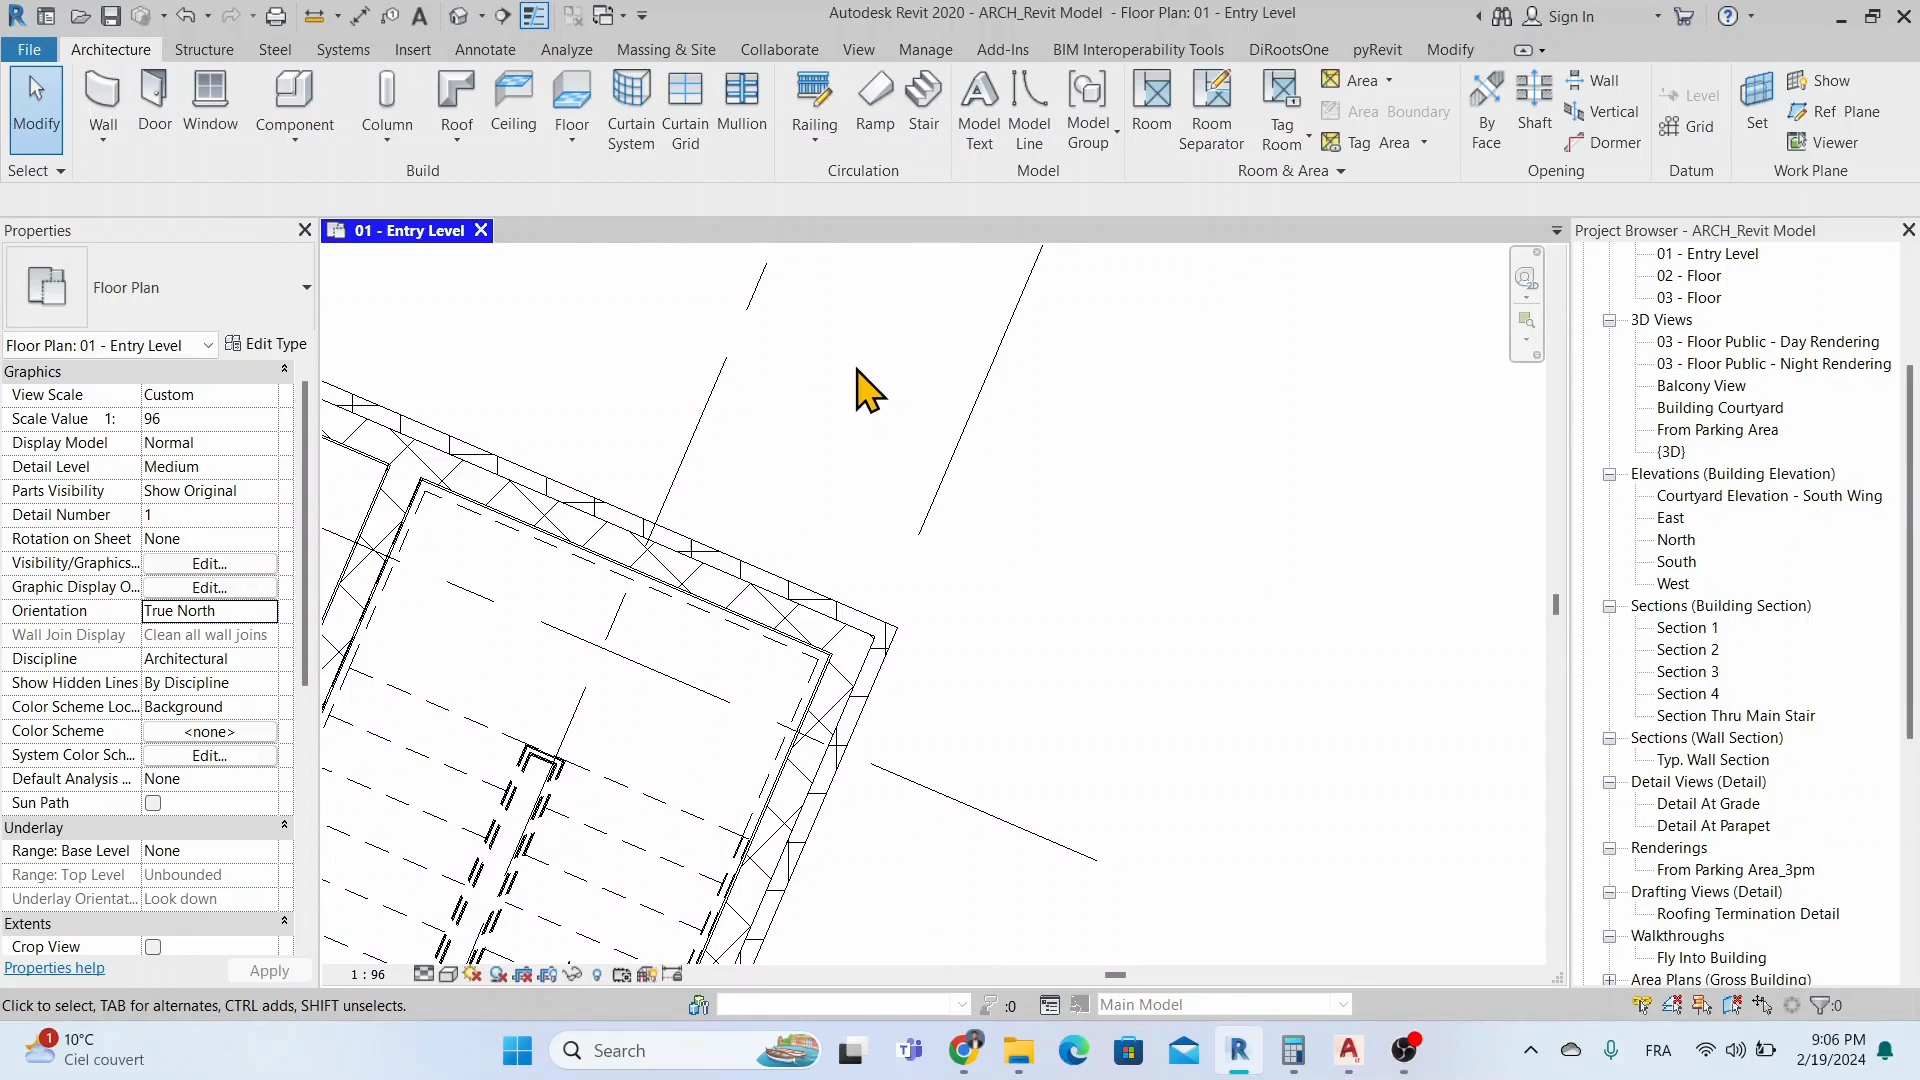 Autodesk Revit 2020 - ARCH_Revit Model - Floor Plan: 01 - Entry Level
Sign In
File Architecture Structure Steel Systems Insert Annotate Analyze Massing & Site Collaborate View Manage Add-Ins BIM Interoperability Tools DiRootsOne pyRevit Modify
Modify
Wall
Door
Window
Component
Column
Roof
Ceiling
Floor
Curtain System
Curtain Grid
Mullion
Railing
Ramp
Stair
Model Text
Model Line
Model Group
Room
Room Separator
Tag Room
Area
Area Boundary
Tag Area
By Face
Shaft
Wall
Vertical
Dormer
Level
Grid
Set
Show
Ref Plane
Viewer
Select
Build
Circulation
Model
Room & Area
Opening
Datum
Work Plane
Properties
Floor Plan
Floor Plan: 01 - Entry Level
Edit Type
Graphics
View Scale Custom
Scale Value 1: 96
Display Model Normal
Detail Level Medium
Parts Visibility Show Original
Detail Number 1
Rotation on Sheet None
Visibility/Graphics... Edit...
Graphic Display O... Edit...
Orientation True North
Wall Join Display Clean all wall joins
Discipline Architectural
Show Hidden Lines By Discipline
Color Scheme Loc... Background
Color Scheme <none>
System Color Sch... Edit...
Default Analysis ... None
Sun Path
Underlay
Range: Base Level None
Range: Top Level Unbounded
Underlay Orientat... Look down
Extents
Crop View
Properties help
Apply
01 - Entry Level
2D
1 : 96
Project Browser - ARCH_Revit Model
01 - Entry Level
02 - Floor
03 - Floor
3D Views
03 - Floor Public - Day Rendering
03 - Floor Public - Night Rendering
Balcony View
Building Courtyard
From Parking Area
{3D}
Elevations (Building Elevation)
Courtyard Elevation - South Wing
East
North
South
West
Sections (Building Section)
Section 1
Section 2
Section 3
Section 4
Section Thru Main Stair
Sections (Wall Section)
Typ. Wall Section
Detail Views (Detail)
Detail At Grade
Detail At Parapet
Renderings
From Parking Area_3pm
Drafting Views (Detail)
Roofing Termination Detail
Walkthroughs
Fly Into Building
Area Plans (Gross Building)
Click to select, TAB for alternates, CTRL adds, SHIFT unselects.
:0
Main Model
:0
1
10°C
Ciel couvert
Search
FRA
9:06 PM
2/19/2024